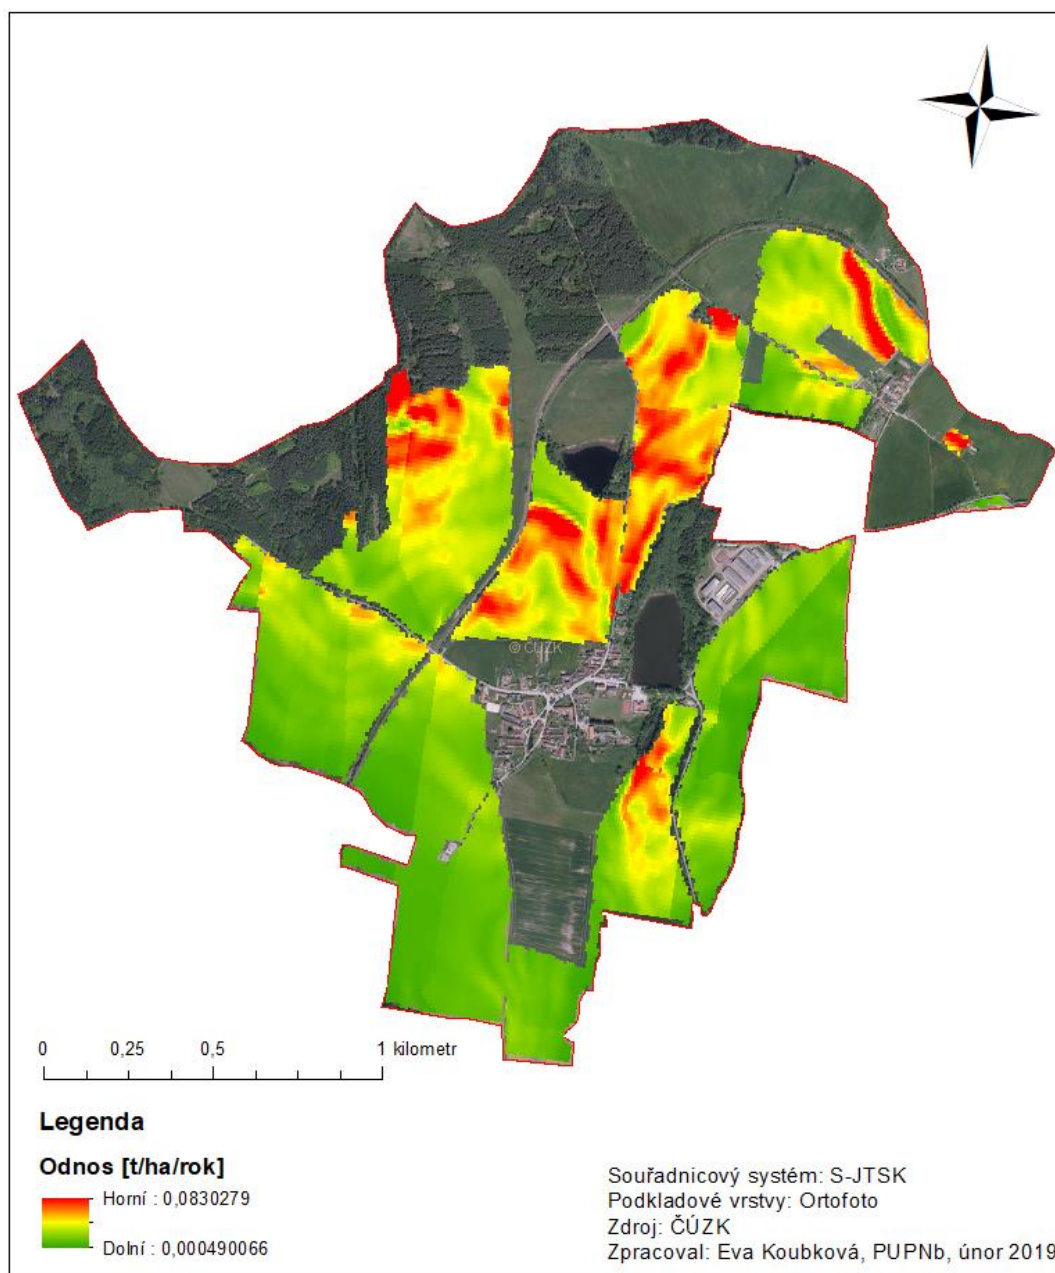 © ČÚZK
0 0,25 0,5 1 kilometr
Legenda
Odnos [t/ha/rok]
Horní : 0,0830279
Dolní : 0,000490066
Souřadnicový systém: S-JTSK
Podkladové vrstvy: Ortofoto
Zdroj: ČÚZK
Zpracoval: Eva Koubková, PUPNb, únor 2019